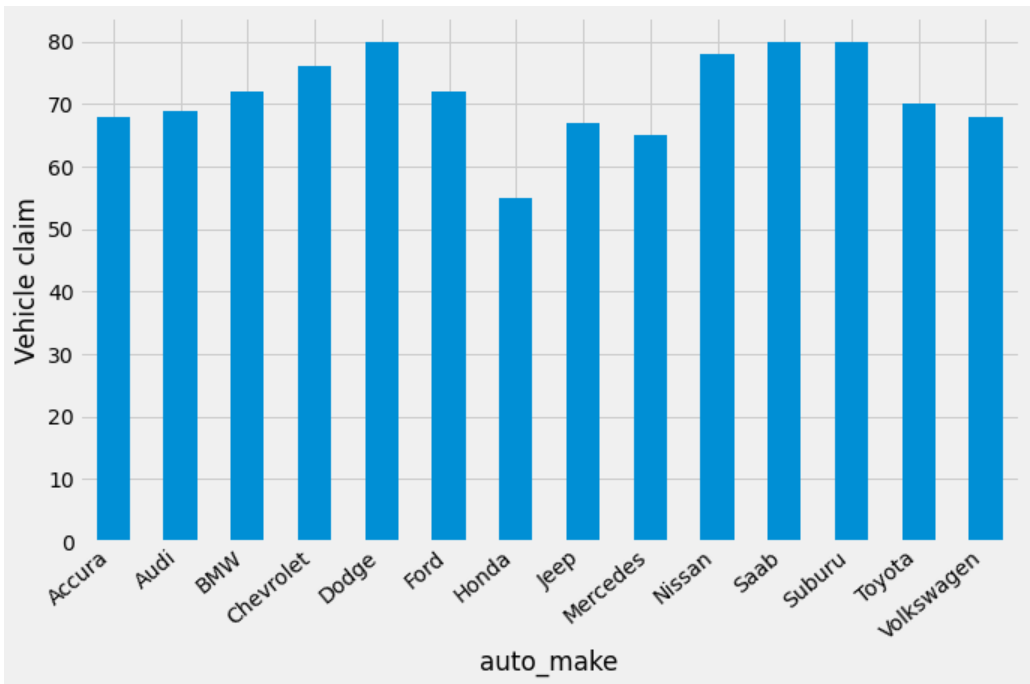 Vehicle claim
80
70
60
50
40
30
20
10
0
Accura
Audi
BMW
Chevrolet
Dodge
Ford
Honda
Jeep
Mercedes
Nissan
Saab
Suburu
Toyota
Volkswagen
auto_make